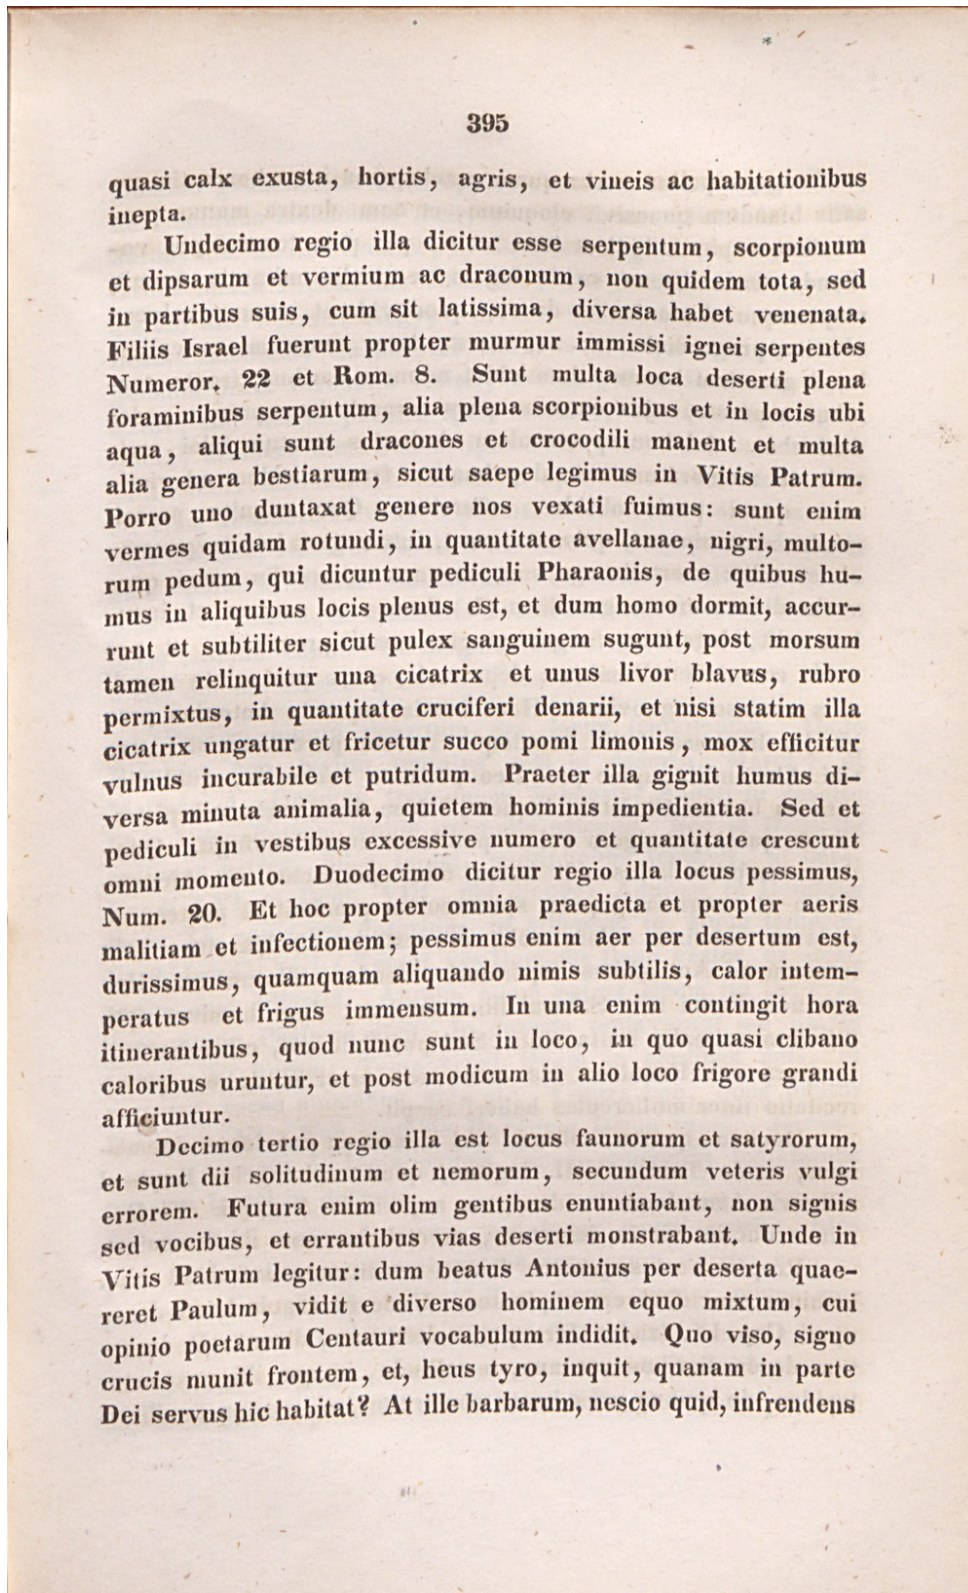 395
quasi calx exusta, hortis, agris, et vineis ac habitationibus
inepta.
Undecimo regio illa dicitur esse serpentum, scorpionum
et dipsarum et vermium ac draconum, non quidem tota, sed
in partibus suis, cum sit latissima, diversa habet venenata.
Filiis Israel fuerunt propter murmur immissi ignei serpentes
Numeror. 22 et Rom. 8. Sunt multa loca deserti plena
foraminibus serpentum, alia plena scorpionibus et in locis ubi
aqua, aliqui sunt dracones et crocodili manent et multa
alia genera bestiarum, sicut saepe legimus in Vitis Patrum.
Porro uno duntaxat genere nos vexati fuimus: sunt enim
vermes quidam rotundi, in quantitate avellanae, nigri, multo-
rum pedum, qui dicuntur pediculi Pharaonis, de quibus hu-
mus in aliquibus locis plenus est, et dum homo dormit, accur-
runt et subtiliter sicut pulex sanguinem sugunt, post morsum
tamen relinquitur una cicatrix et unus livor blavus, rubro
permixtus, in quantitate cruciferi denarii, et nisi statim illa
cicatrix ungatur et fricetur succo pomi limonis, mox efficitur
vulnus incurabile et putridum. Praeter illa gignit humus di-
versa minuta animalia, quietem hominis impedientia. Sed et
pediculi in vestibus excessive numero et quantitate crescunt
omni momento. Duodecimo dicitur regio illa locus pessimus,
Num. 20. Et hoc propter omnia praedicta et propter aeris
malitiam et infectionem; pessimus enim aer per desertum est,
durissimus, quamquam aliquando nimis subtilis, calor intem-
peratus et frigus immensum. In una enim contingit hora
itinerantibus, quod nunc sunt in loco, in quo quasi clibano
caloribus uruntur, et post modicum in alio loco frigore grandi
afficiuntur.
Decimo tertio regio illa est locus faunorum et satyrorum,
et sunt dii solitudinum et nemorum, secundum veteris vulgi
errorem. Futura enim olim gentibus enuntiabant, non signis
sed vocibus, et errantibus vias deserti monstrabant. Unde in
Vitis Patrum legitur: dum beatus Antonius per deserta quae-
reret Paulum, vidit e diverso hominem equo mixtum, cui
opinio poetarum Centauri vocabulum indidit. Quo viso, signo
crucis munit frontem, et, heus tyro, inquit, quanam in parte
Dei servus hic habitat? At ille barbarum, nescio quid, infrendens